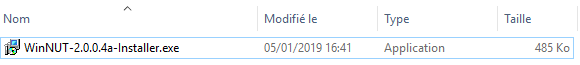 Nom Modifié le Type Taille
WinNUT-2.0.0.4a-Installer.exe 05/01/2019 16:41 Application 485 Ko